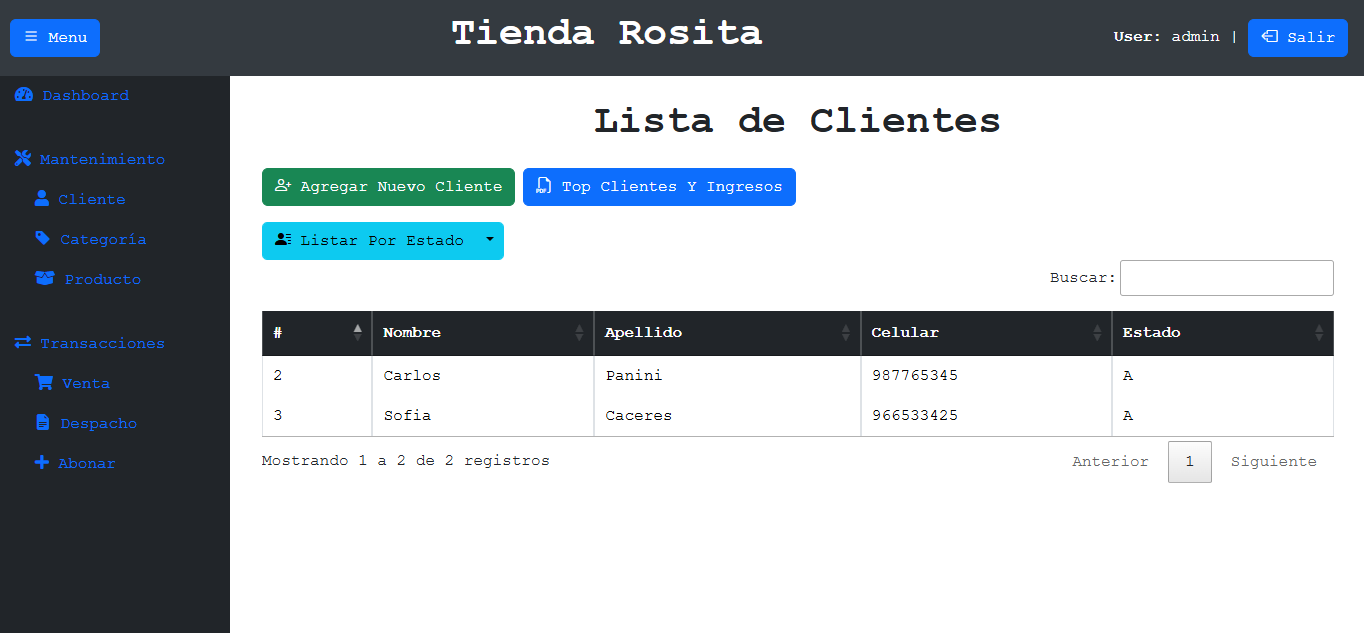 Menu
Tienda Rosita
User: admin |
Salir
Dashboard
Mantenimiento
Cliente
Categoría
Producto
Transacciones
Venta
Despacho
Abonar
Lista de Clientes
Agregar Nuevo Cliente
PDF Top Clientes Y Ingresos
Listar Por Estado
Buscar:
# Nombre Apellido Celular Estado
2 Carlos Panini 987765345 A
3 Sofia Caceres 966533425 A
Mostrando 1 a 2 de 2 registros
Anterior 1 Siguiente